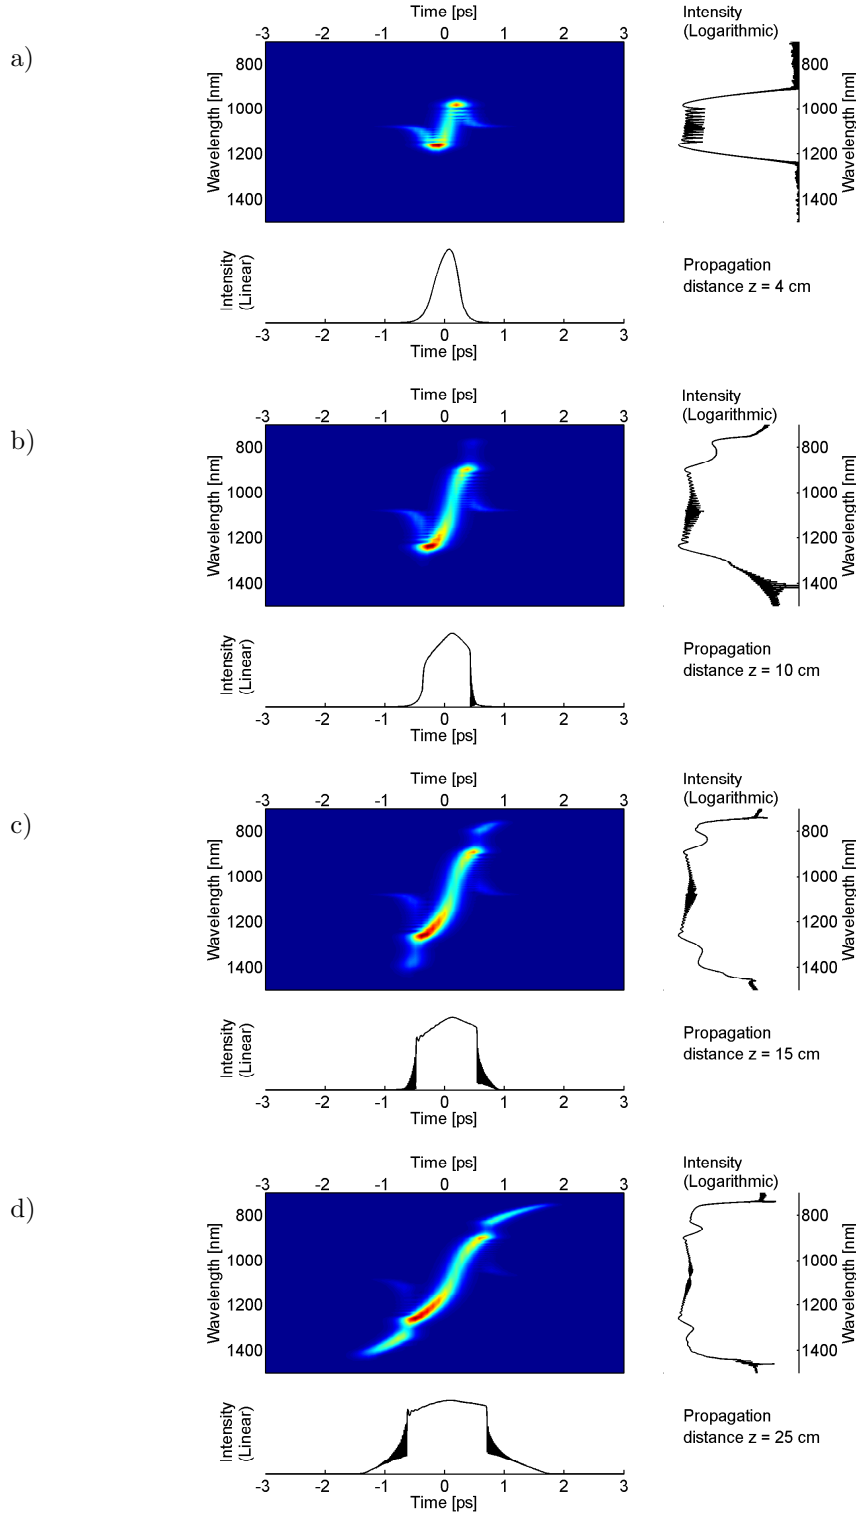 a)
Time [ps]
-3 -2 -1 0 1 2 3
Wavelength [nm]
800
1000
1200
1400
Intensity
(Logarithmic)
800
1000
1200
1400
Wavelength [nm]
Intensity
(Linear)
-3 -2 -1 0 1 2 3
Time [ps]
Propagation
distance z = 4 cm
b)
Time [ps]
-3 -2 -1 0 1 2 3
Wavelength [nm]
800
1000
1200
1400
Intensity
(Logarithmic)
800
1000
1200
1400
Wavelength [nm]
Intensity
(Linear)
-3 -2 -1 0 1 2 3
Time [ps]
Propagation
distance z = 10 cm
c)
Time [ps]
-3 -2 -1 0 1 2 3
Wavelength [nm]
800
1000
1200
1400
Intensity
(Logarithmic)
800
1000
1200
1400
Wavelength [nm]
Intensity
(Linear)
-3 -2 -1 0 1 2 3
Time [ps]
Propagation
distance z = 15 cm
d)
Time [ps]
-3 -2 -1 0 1 2 3
Wavelength [nm]
800
1000
1200
1400
Intensity
(Logarithmic)
800
1000
1200
1400
Wavelength [nm]
Intensity
(Linear)
-3 -2 -1 0 1 2 3
Time [ps]
Propagation
distance z = 25 cm